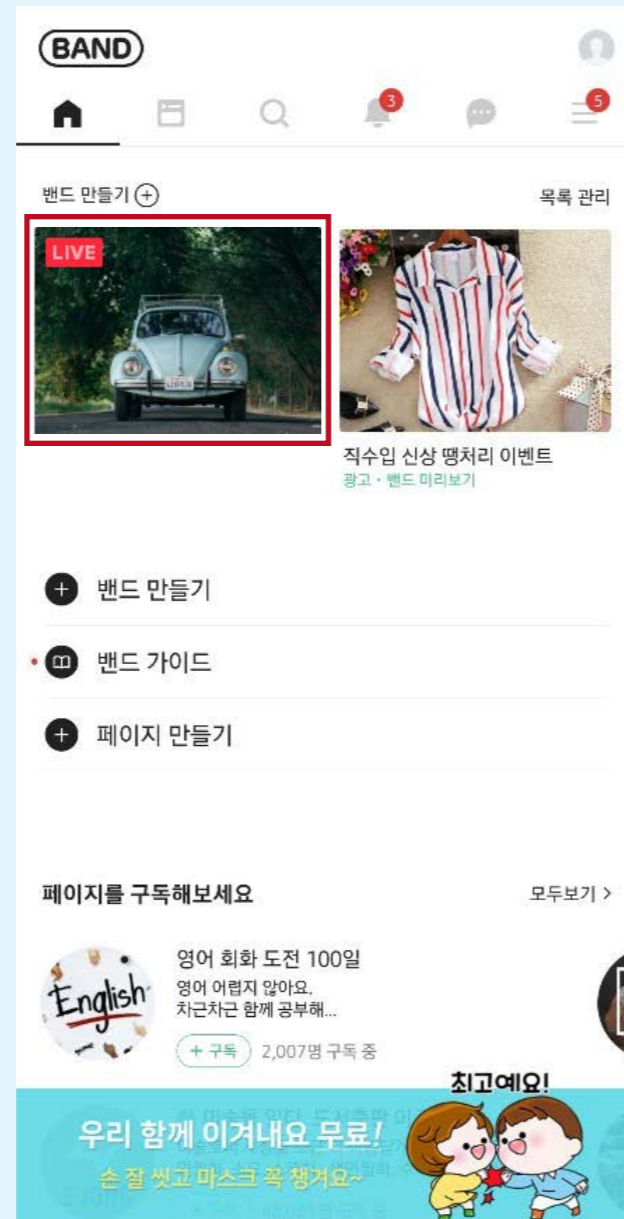 BAND
3
5
밴드 만들기
목록 관리
LIVE
직수입 신상 땡처리 이벤트
광고 · 밴드 미리보기
밴드 만들기
밴드 가이드
페이지 만들기
페이지를 구독해보세요
모두보기 >
영어 회화 도전 100일
English
영어 어렵지 않아요.
차근차근 함께 공부해...
+ 구독
2,007명 구독 중
최고예요!
우리 함께 이겨내요 무료!
손 잘 씻고 마스크 꼭 챙겨요~